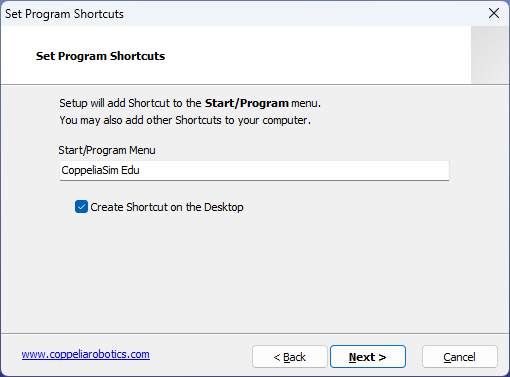 Set Program Shortcuts
Set Program Shortcuts
Setup will add Shortcut to the Start/Program menu.
You may also add other Shortcuts to your computer.
Start/Program Menu
CoppeliaSim Edu
Create Shortcut on the Desktop
www.coppeliarobotics.com
< Back
Next >
Cancel